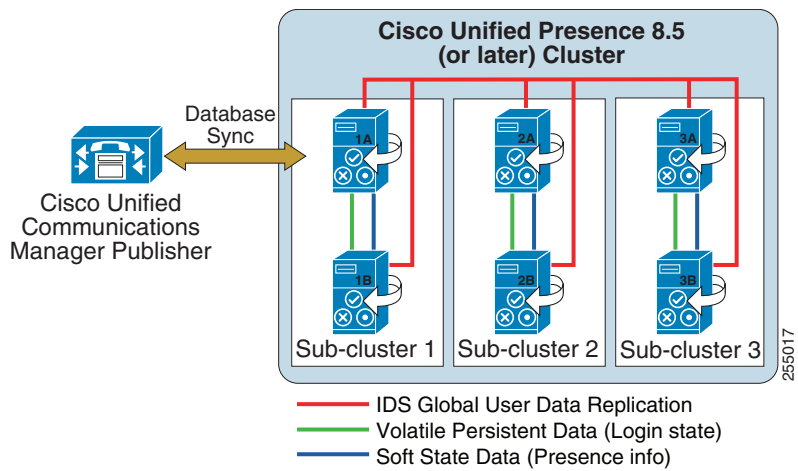 Cisco Unified Presence 8.5
(or later) Cluster
Database
Sync
Cisco Unified
Communications
Manager Publisher
1A
2A
3A
1B
2B
3B
Sub-cluster 1
Sub-cluster 2
Sub-cluster 3
255017
IDS Global User Data Replication
Volatile Persistent Data (Login state)
Soft State Data (Presence info)